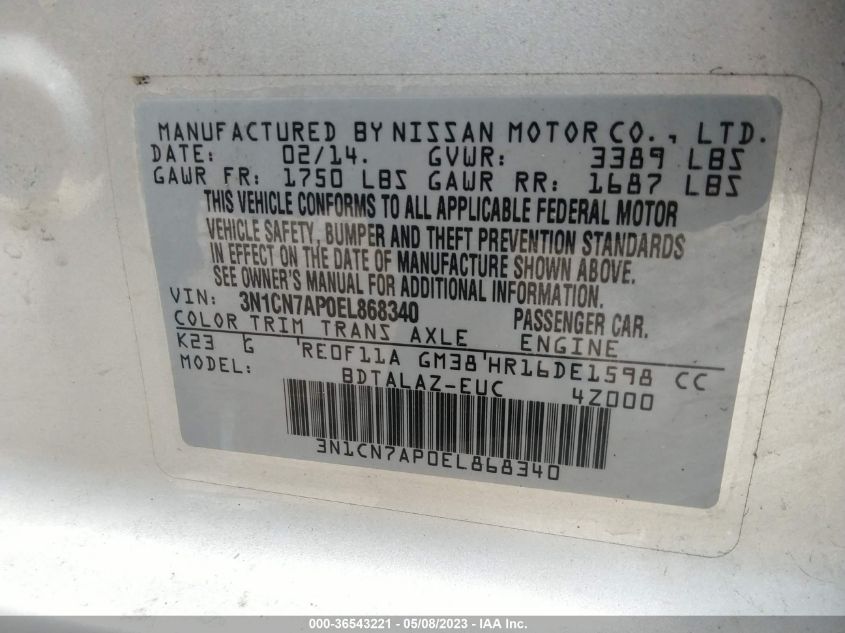 MANUFACTURED BY NISSAN MOTOR CO., LTD.
DATE: 02/14. GVWR: 3389 LBS
GAWR FR: 1750 LBS GAWR RR: 1687 LBS
THIS VEHICLE CONFORMS TO ALL APPLICABLE FEDERAL MOTOR
VEHICLE SAFETY, BUMPER AND THEFT PREVENTION STANDARDS
IN EFFECT ON THE DATE OF MANUFACTURE SHOWN ABOVE.
SEE OWNER'S MANUAL FOR ADDITIONAL INFORMATION.
VIN: 3N1CN7AP0EL868340 PASSENGER CAR.
COLOR TRIM TRANS AXLE ENGINE
K23 G RE0F11A GM38 HR16DE1598 CC
MODEL: BDTALAZ-EUC 4Z000
3N1CN7AP0EL868340
000-36543221 - 05/08/2023 - IAA Inc.